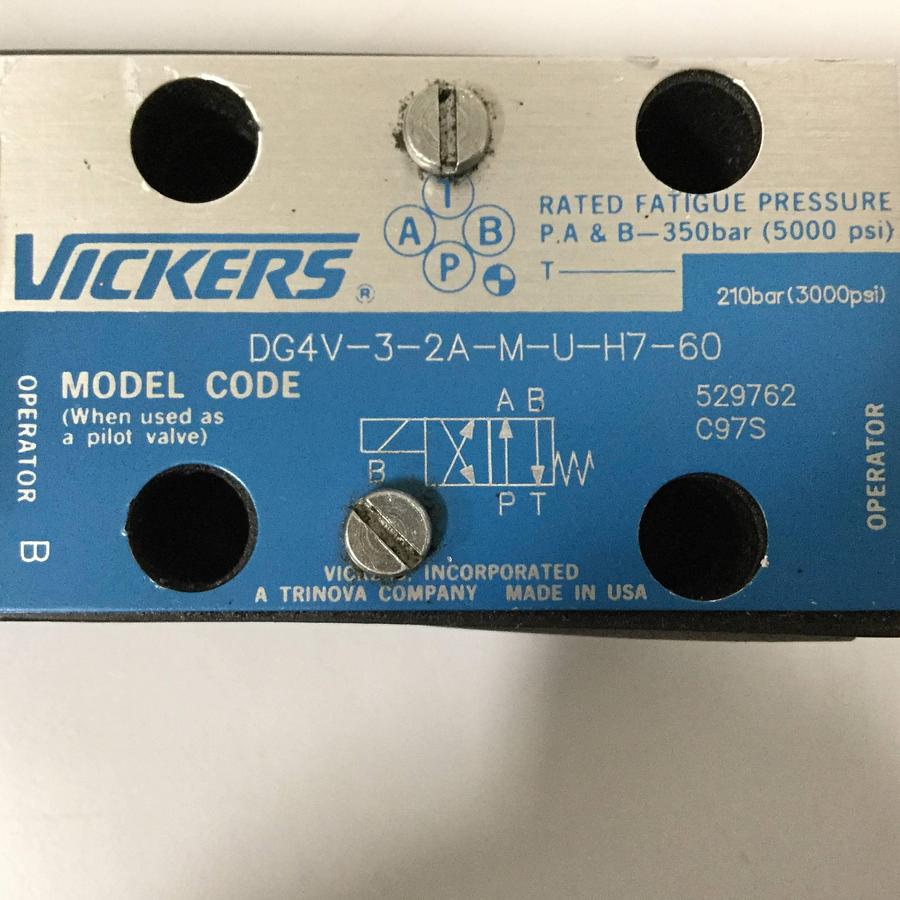 T
A B
P
VICKERS®
RATED FATIGUE PRESSURE
P.A & B—350bar (5000 psi)
T
210bar(3000psi)
DG4V-3-2A-M-U-H7-60
MODEL CODE
(When used as
a pilot valve)
OPERATOR B
A B
B
P T
529762
C97S
OPERATOR
INCORPORATED
A TRINOVA COMPANY MADE IN USA